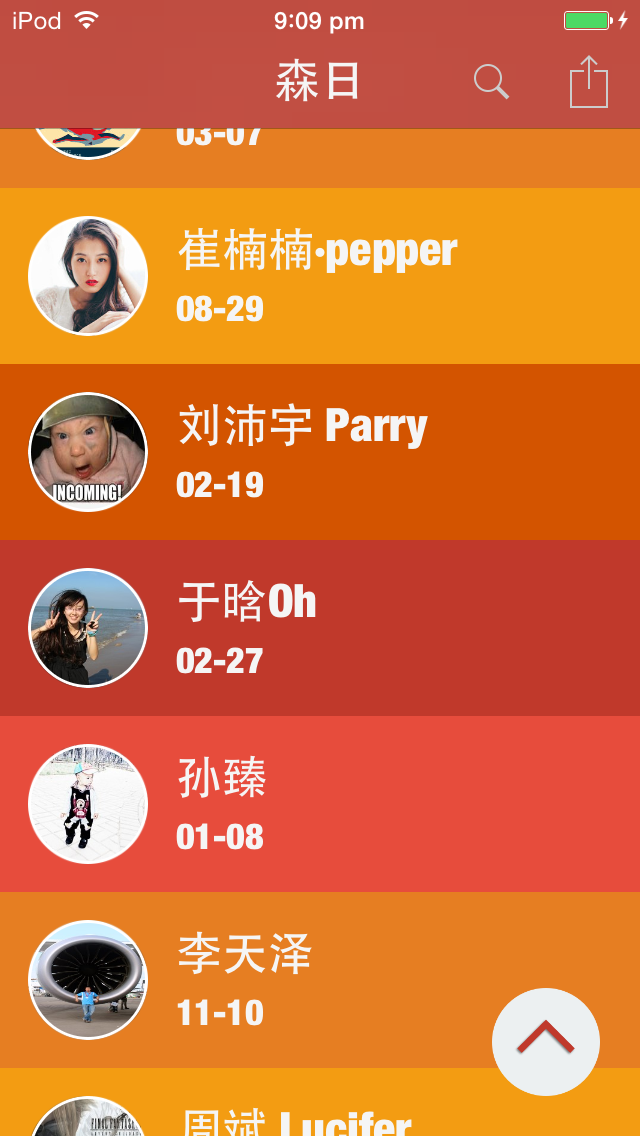 iPod 9:09 pm
森日
03-07
崔楠楠·pepper
08-29
刘沛宇 Parry
02-19
INCOMING!
于晗Oh
02-27
孙臻
01-08
李天泽
11-10
周斌 Lucifer
FINAL FANTASY